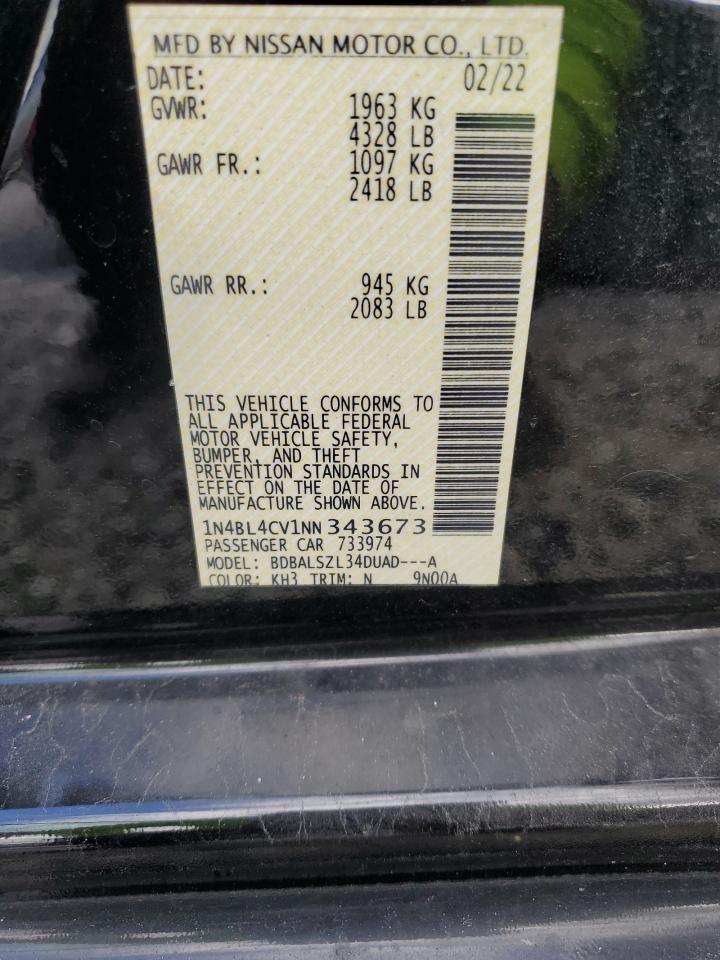 MFD BY NISSAN MOTOR CO., LTD.
DATE: 02/22
GVWR: 1963 KG
4328 LB
GAWR FR.: 1097 KG
2418 LB
GAWR RR.: 945 KG
2083 LB
THIS VEHICLE CONFORMS TO
ALL APPLICABLE FEDERAL
MOTOR VEHICLE SAFETY,
BUMPER, AND THEFT
PREVENTION STANDARDS IN
EFFECT ON THE DATE OF
MANUFACTURE SHOWN ABOVE.
1N4BL4CV1NN343673
PASSENGER CAR 733974
MODEL: BDBALSZL34DUAD---A
COLOR: KH3 TRIM: N 9N00A